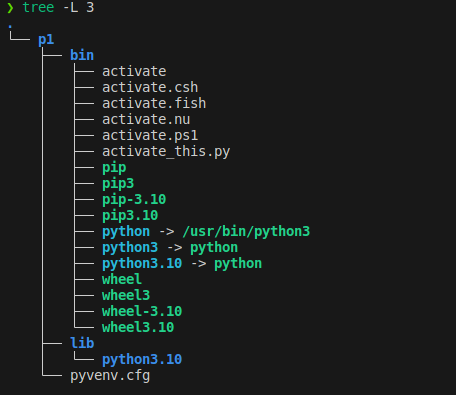 ❯ tree -L 3
.
└── p1
    ├── bin
    │   ├── activate
    │   ├── activate.csh
    │   ├── activate.fish
    │   ├── activate.nu
    │   ├── activate.ps1
    │   ├── activate_this.py
    │   ├── pip
    │   ├── pip3
    │   ├── pip-3.10
    │   ├── pip3.10
    │   ├── python -> /usr/bin/python3
    │   ├── python3 -> python
    │   ├── python3.10 -> python
    │   ├── wheel
    │   ├── wheel3
    │   ├── wheel-3.10
    │   └── wheel3.10
    ├── lib
    │   └── python3.10
    └── pyvenv.cfg